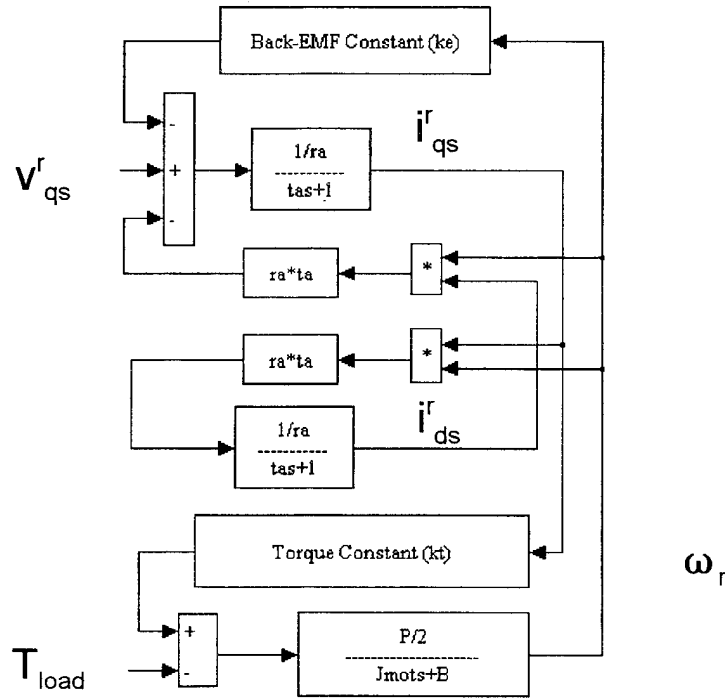 Back-EMF Constant (ke)
-
+
-
v^r_qs
1/ra
tas+1
i^r_qs
ra*ta
*
ra*ta
*
1/ra
tas+1
i^r_ds
Torque Constant (kt)
ω_r
+
-
T_load
P/2
Jmots+B